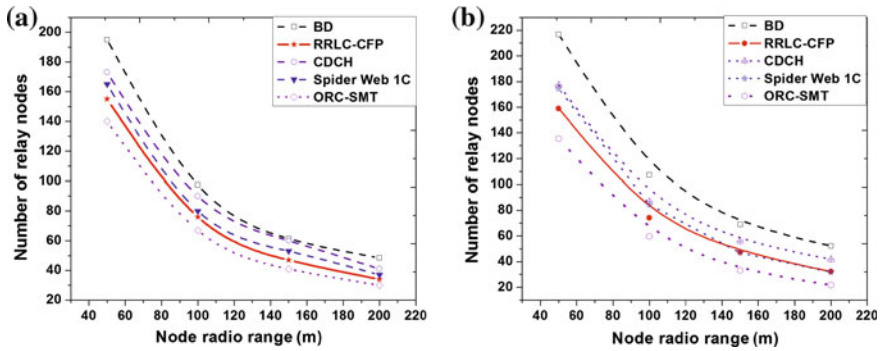 (a)
Number of relay nodes
200
180
160
140
120
100
80
60
40
20
40 60 80 100 120 140 160 180 200
Node radio range (m)
BD
RRLC-CFP
CDCH
Spider Web 1C
ORC-SMT
(b)
Number of relay nodes
220
200
180
160
140
120
100
80
60
40
20
40 60 80 100 120 140 160 180 200
Node radio range (m)
BD
RRLC-CFP
CDCH
Spider Web 1C
ORC-SMT